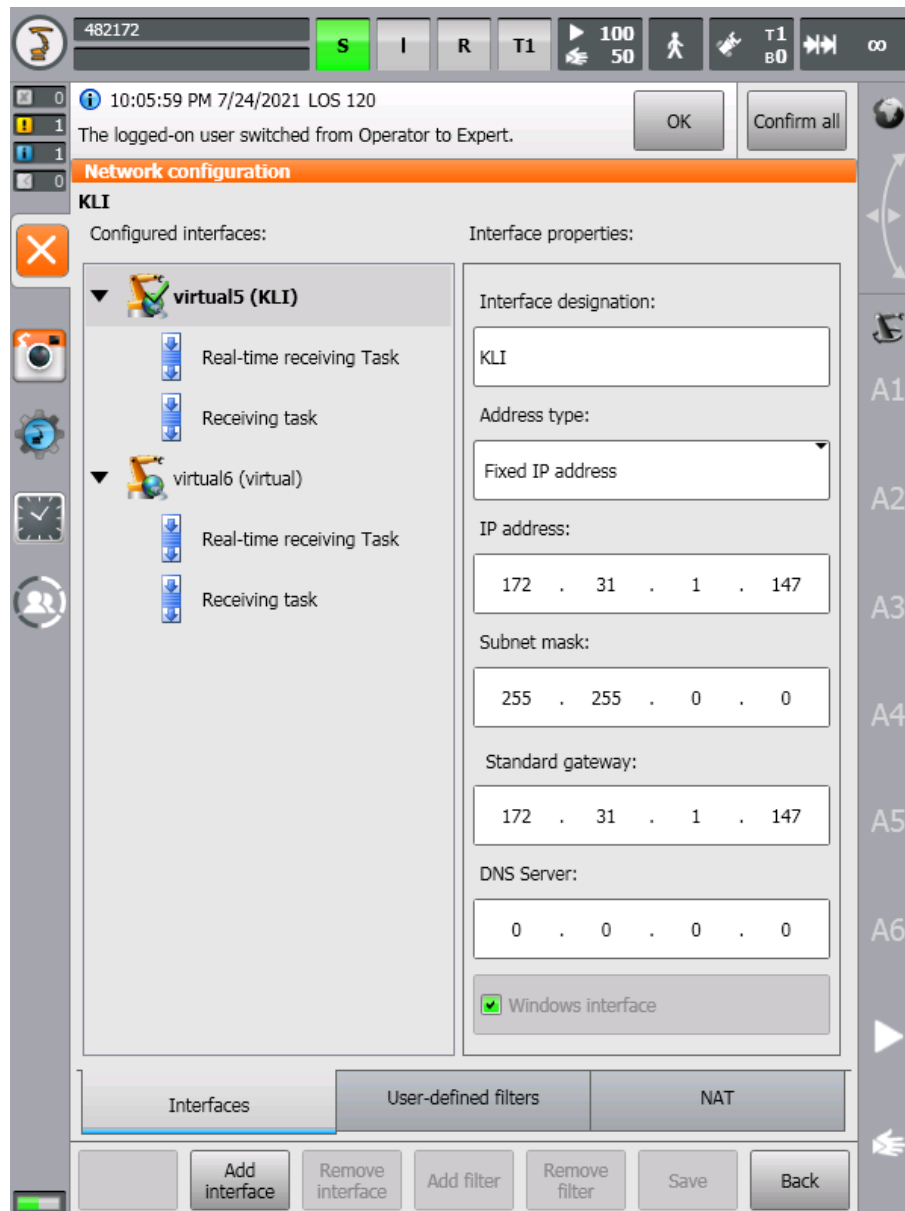 482172
S I R T1 100 50 T1 B0 ∞
0
1
1
0
10:05:59 PM 7/24/2021 LOS 120
The logged-on user switched from Operator to Expert.
OK
Confirm all
Network configuration
KLI
Configured interfaces:
virtual5 (KLI)
Real-time receiving Task
Receiving task
virtual6 (virtual)
Real-time receiving Task
Receiving task
Interface properties:
Interface designation:
KLI
Address type:
Fixed IP address
IP address:
172 . 31 . 1 . 147
Subnet mask:
255 . 255 . 0 . 0
Standard gateway:
172 . 31 . 1 . 147
DNS Server:
0 . 0 . 0 . 0
Windows interface
A1
A2
A3
A4
A5
A6
Interfaces
User-defined filters
NAT
Add
interface
Remove
interface
Add filter
Remove
filter
Save
Back